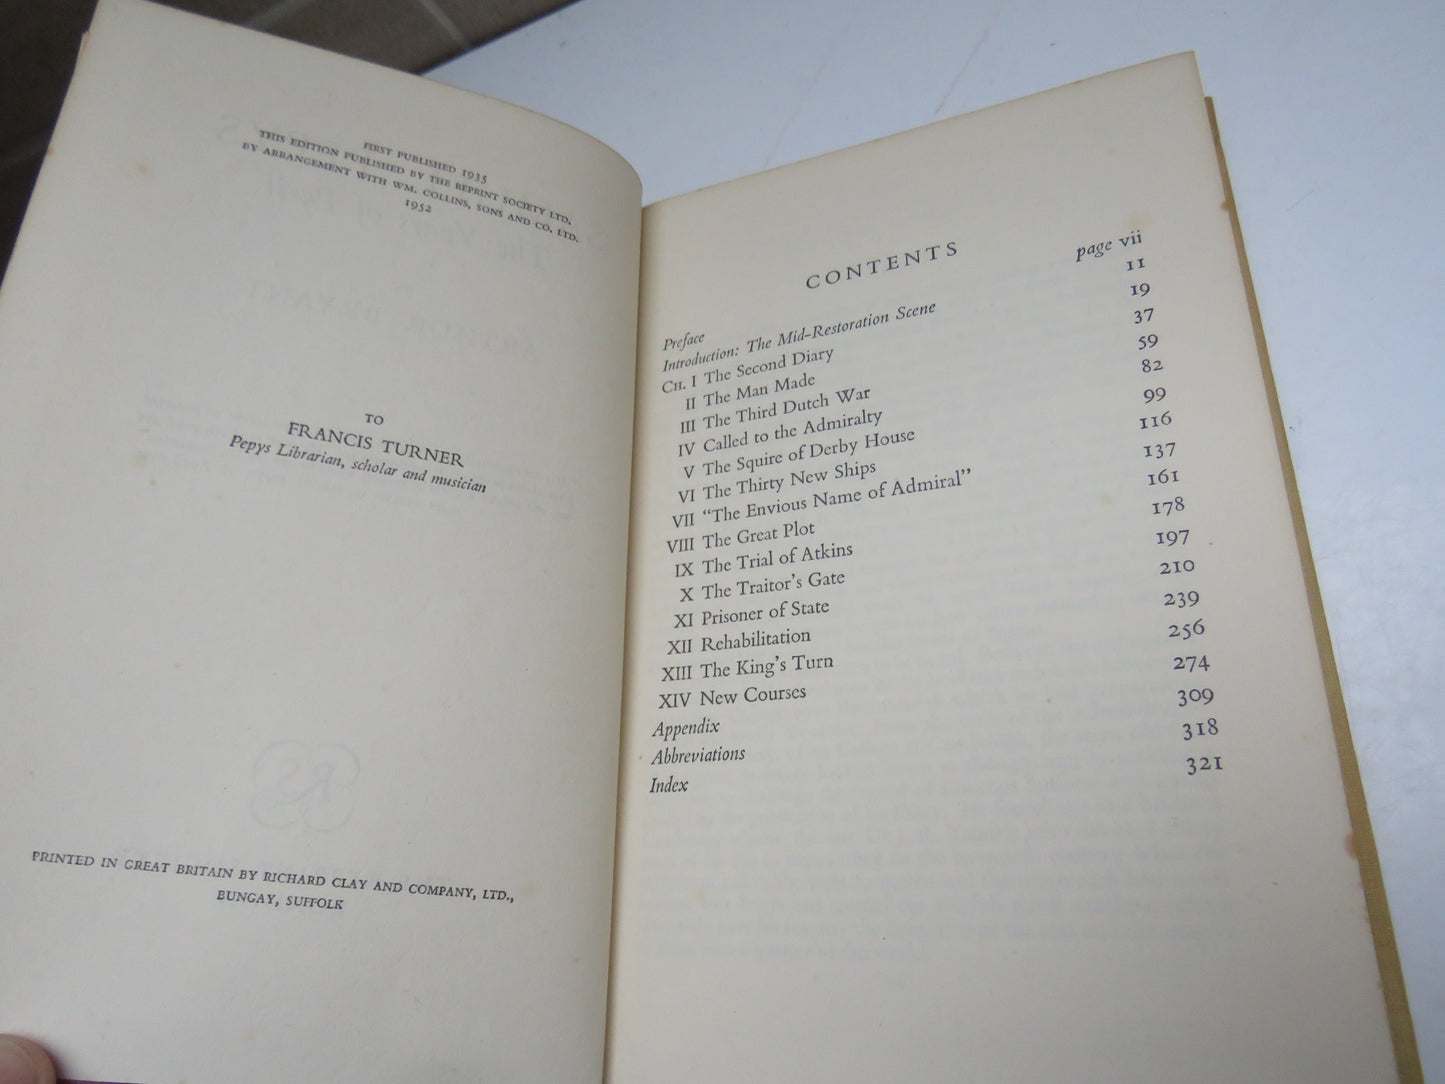 FIRST PUBLISHED 1935
THIS EDITION PUBLISHED BY THE REPRINT SOCIETY LTD.
BY ARRANGEMENT WITH WM. COLLINS, SONS AND CO. LTD.
1952
TO
FRANCIS TURNER
Pepys Librarian, scholar and musician
PRINTED IN GREAT BRITAIN BY RICHARD CLAY AND COMPANY, LTD.,
BUNGAY, SUFFOLK
CONTENTS
Preface page vii
Introduction: The Mid-Restoration Scene 11
CH. I The Second Diary 19
II The Man Made 37
III The Third Dutch War 59
IV Called to the Admiralty 82
V The Squire of Derby House 99
VI The Thirty New Ships 116
VII "The Envious Name of Admiral" 137
VIII The Great Plot 161
IX The Trial of Atkins 178
X The Traitor's Gate 197
XI Prisoner of State 210
XII Rehabilitation 239
XIII The King's Turn 256
XIV New Courses 274
Appendix 309
Abbreviations 318
Index 321